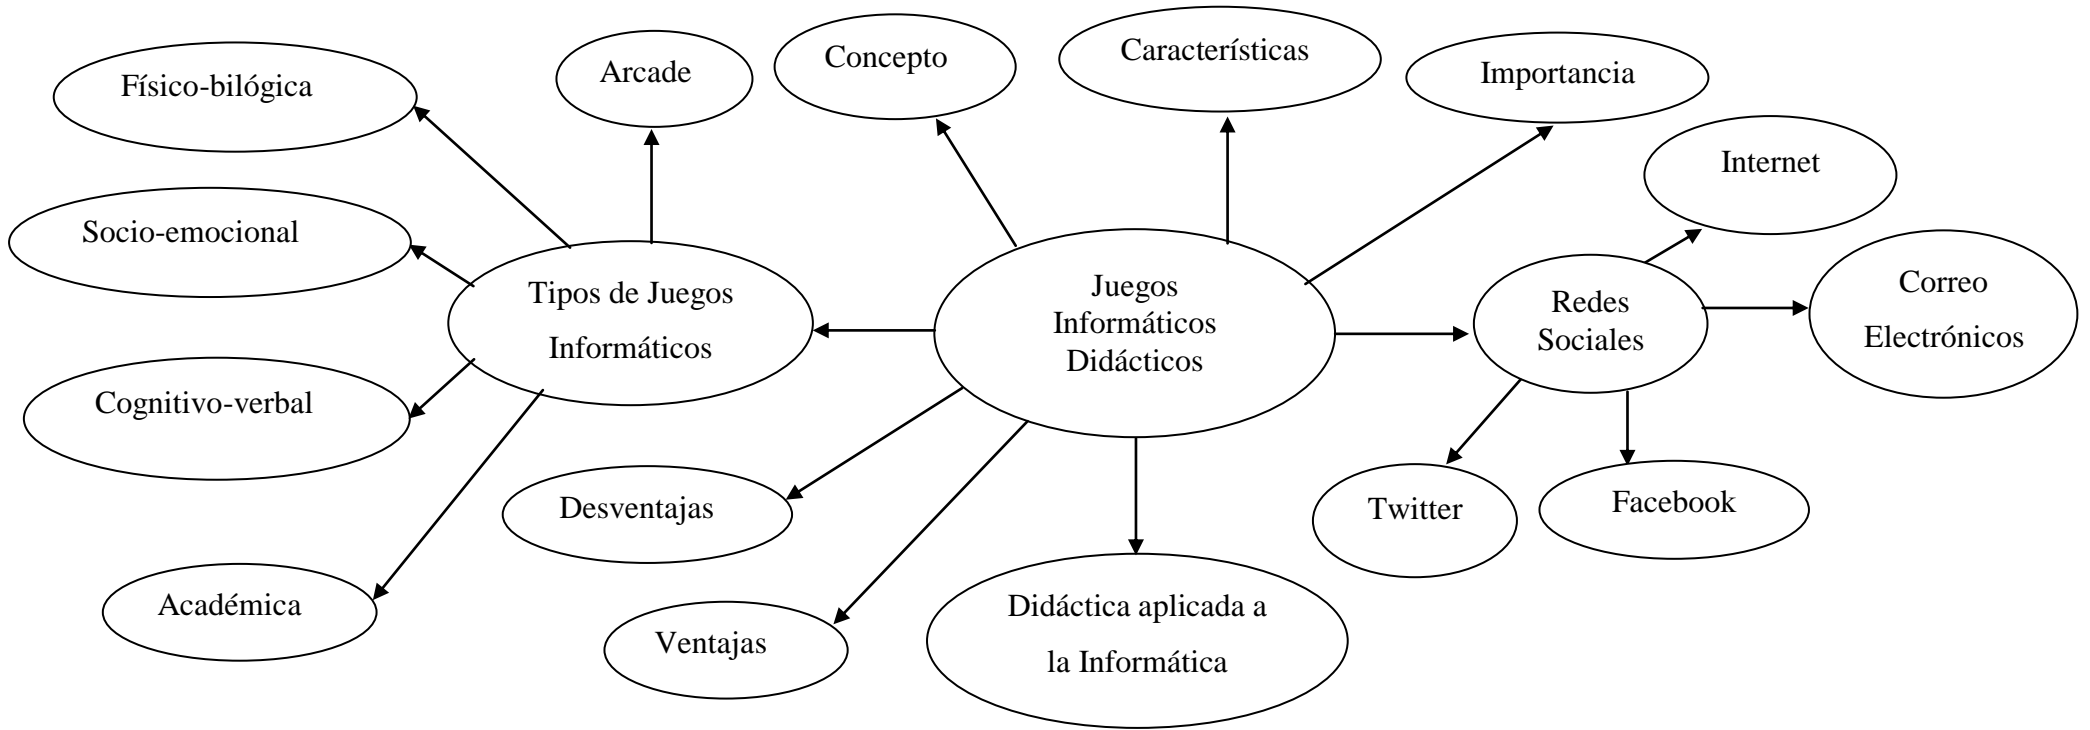 Físico-bilógica
Arcade
Concepto
Características
Importancia
Internet
Socio-emocional
Tipos de Juegos
Informáticos
Juegos
Informáticos
Didácticos
Redes
Sociales
Correo
Electrónicos
Cognitivo-verbal
Desventajas
Twitter
Facebook
Académica
Ventajas
Didáctica aplicada a
la Informática